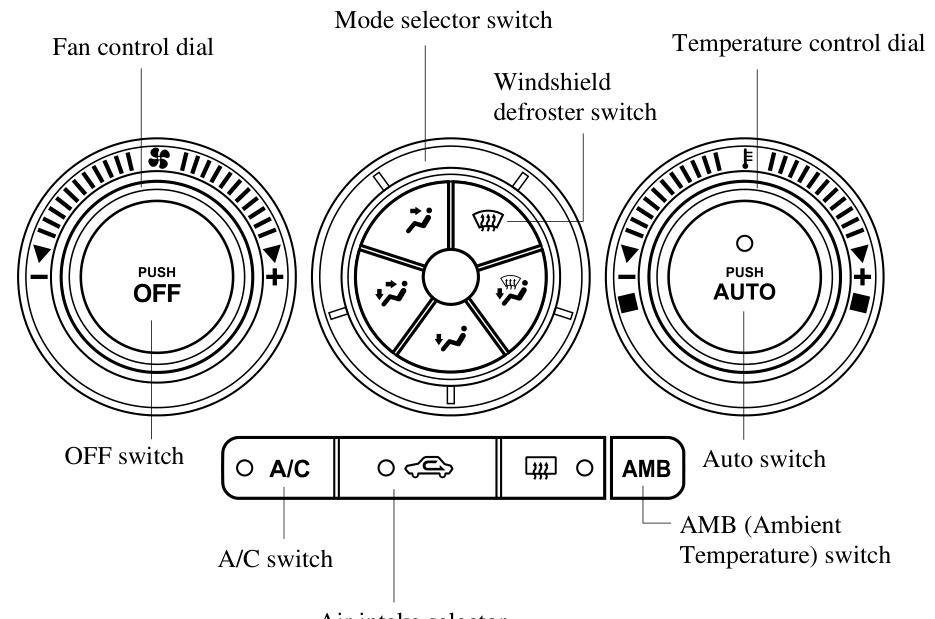 Mode selector switch
Fan control dial
Temperature control dial
Windshield
defroster switch
PUSH
OFF
PUSH
AUTO
− +
− +
OFF switch
A/C
AMB
Auto switch
A/C switch
AMB (Ambient
Temperature) switch
Air intake selector